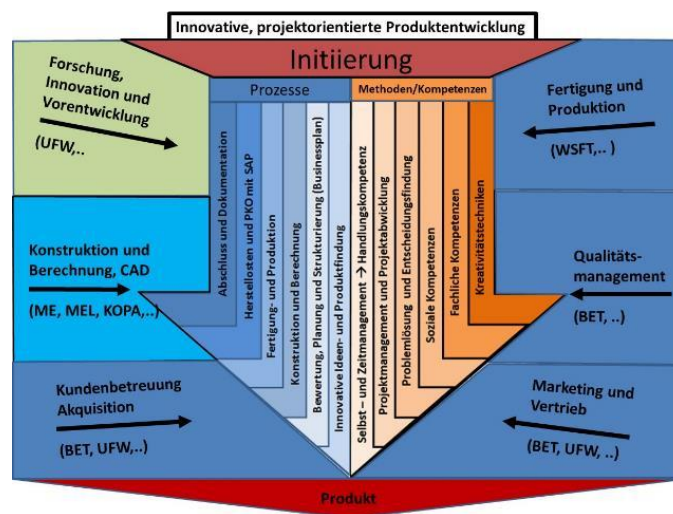 Innovative, projektorientierte Produktentwicklung
Initiierung
Prozesse
Methoden/Kompetenzen
Forschung,
Innovation und
Vorentwicklung
(UFW,..
Konstruktion und
Berechnung, CAD
(ME, MEL, KOPA,..)
Kundenbetreuung
Akquisition
(BET, UFW,..)
Abschluss und Dokumentation
Herstellosten und PKO mit SAP
Fertigung- und Produktion
Konstruktion und Berechnung
Bewertung, Planung und Strukturierung (Businessplan)
Innovative Ideen- und Produktfindung
Selbst – und Zeitmanagement → Handlungskompetenz
Projektmanagement und Projektabwicklung
Problemlösung und Entscheidungsfindung
Soziale Kompetenzen
Fachliche Kompetenzen
Kreativitätstechniken
Fertigung und
Produktion
(WSFT,.. )
Qualitäts-
management
(BET, ..)
Marketing und
Vertrieb
(BET, UFW, ..)
Produkt